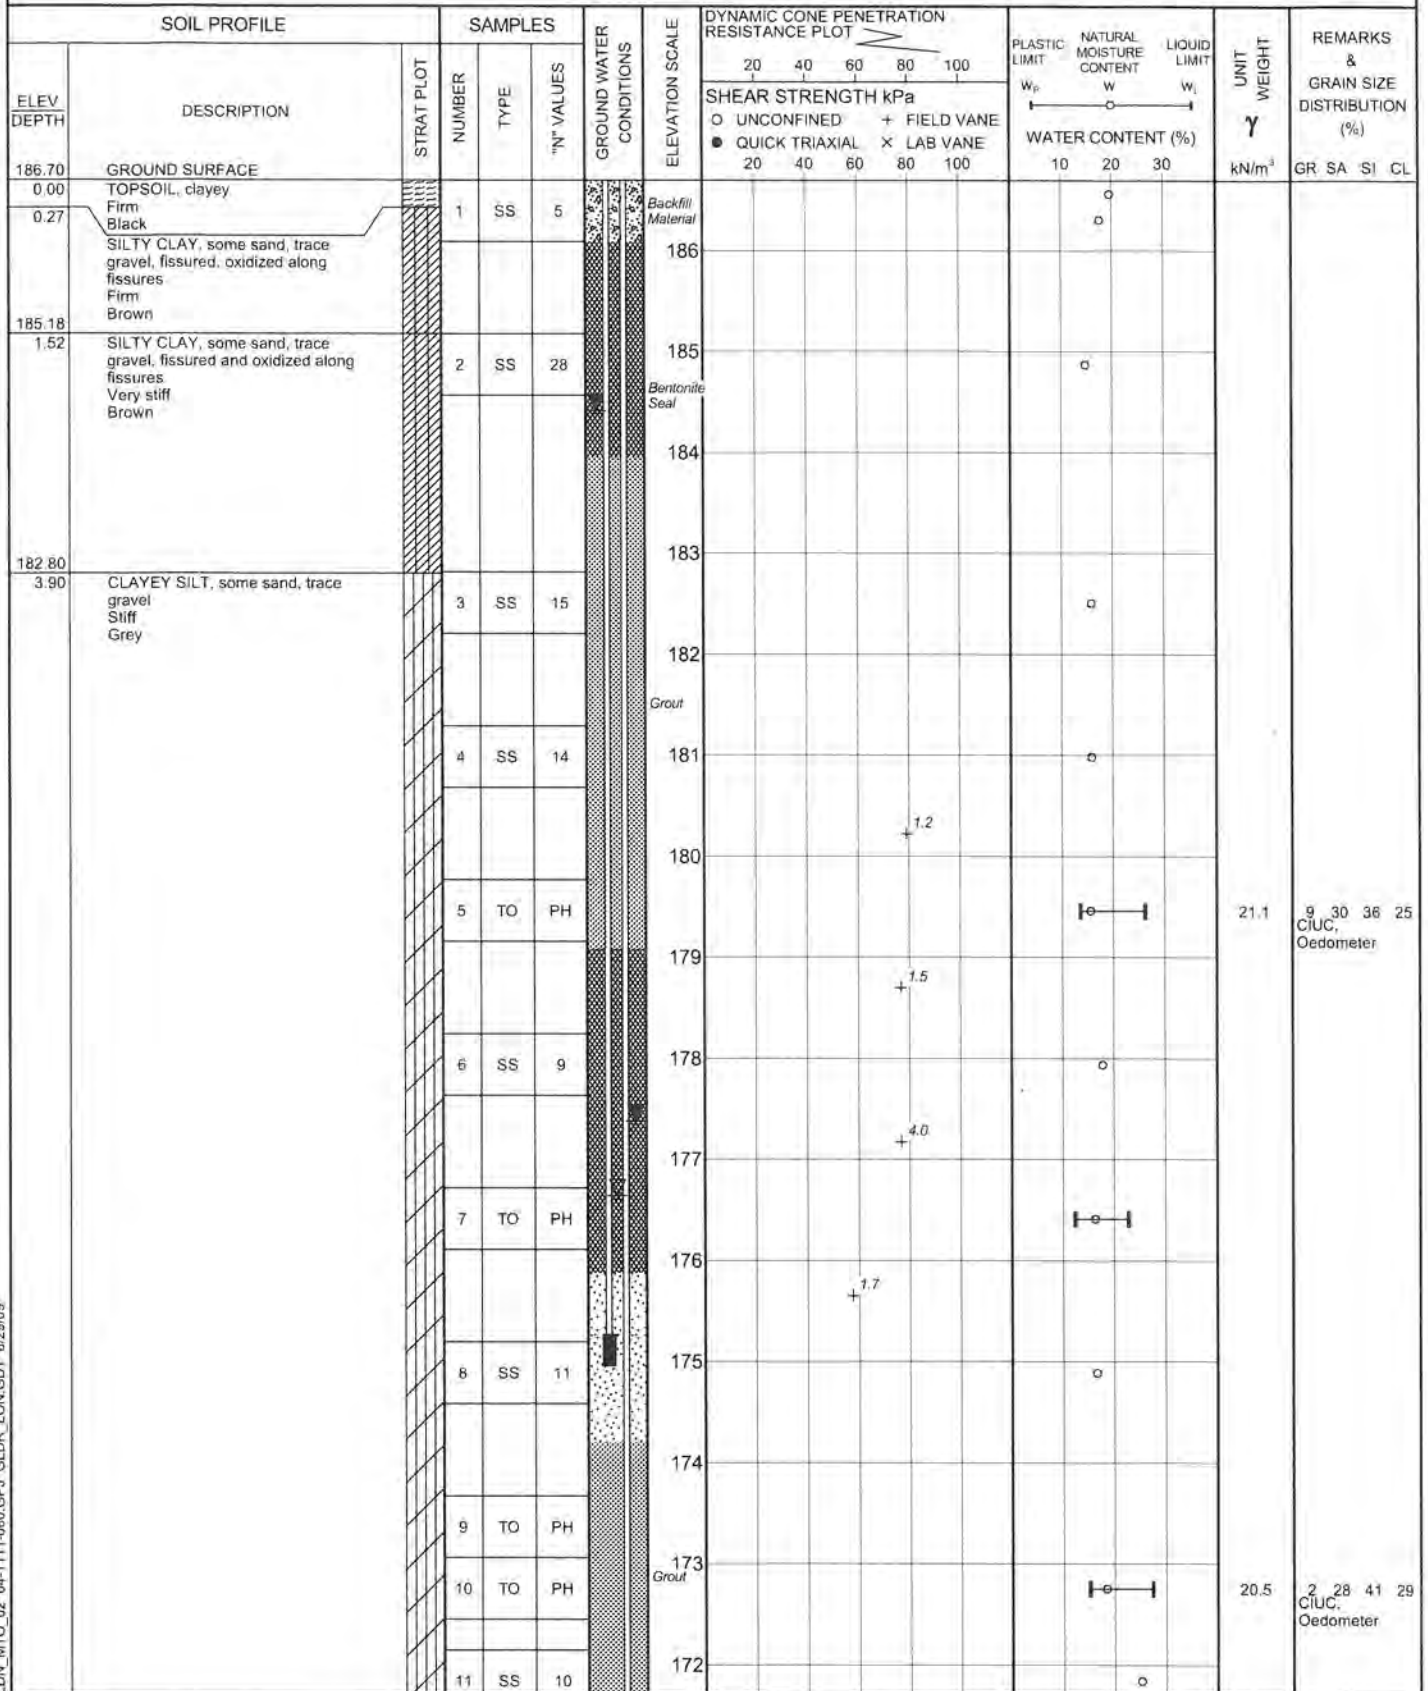 SOIL PROFILE
SAMPLES
GROUND WATER
CONDITIONS
ELEVATION SCALE
DYNAMIC CONE PENETRATION
RESISTANCE PLOT
20 40 60 80 100
SHEAR STRENGTH kPa
O UNCONFINED + FIELD VANE
● QUICK TRIAXIAL × LAB VANE
20 40 60 80 100
PLASTIC LIMIT
NATURAL MOISTURE CONTENT
LIQUID LIMIT
Wp W WL
WATER CONTENT (%)
10 20 30
UNIT WEIGHT
γ
kN/m³
REMARKS
&
GRAIN SIZE
DISTRIBUTION
(%)
GR SA SI CL
ELEV
DEPTH
DESCRIPTION
STRAT PLOT
NUMBER
TYPE
"N" VALUES
186.70 GROUND SURFACE
0.00 TOPSOIL, clayey
Firm
Black
0.27
SILTY CLAY, some sand, trace
gravel, fissured, oxidized along
fissures
Firm
Brown
185.18
1.52 SILTY CLAY, some sand, trace
gravel, fissured and oxidized along
fissures
Very stiff
Brown
182.80
3.90 CLAYEY SILT, some sand, trace
gravel
Stiff
Grey
1 SS 5
2 SS 28
3 SS 15
4 SS 14
5 TO PH
6 SS 9
7 TO PH
8 SS 11
9 TO PH
10 TO PH
11 SS 10
Backfill
Material
Bentonite
Seal
Grout
Grout
186
185
184
183
182
181
180
179
178
177
176
175
174
173
172
1.2
1.5
4.0
1.7
21.1
9 30 36 25
CIUC,
Oedometer
20.5
2 28 41 29
CIUC,
Oedometer